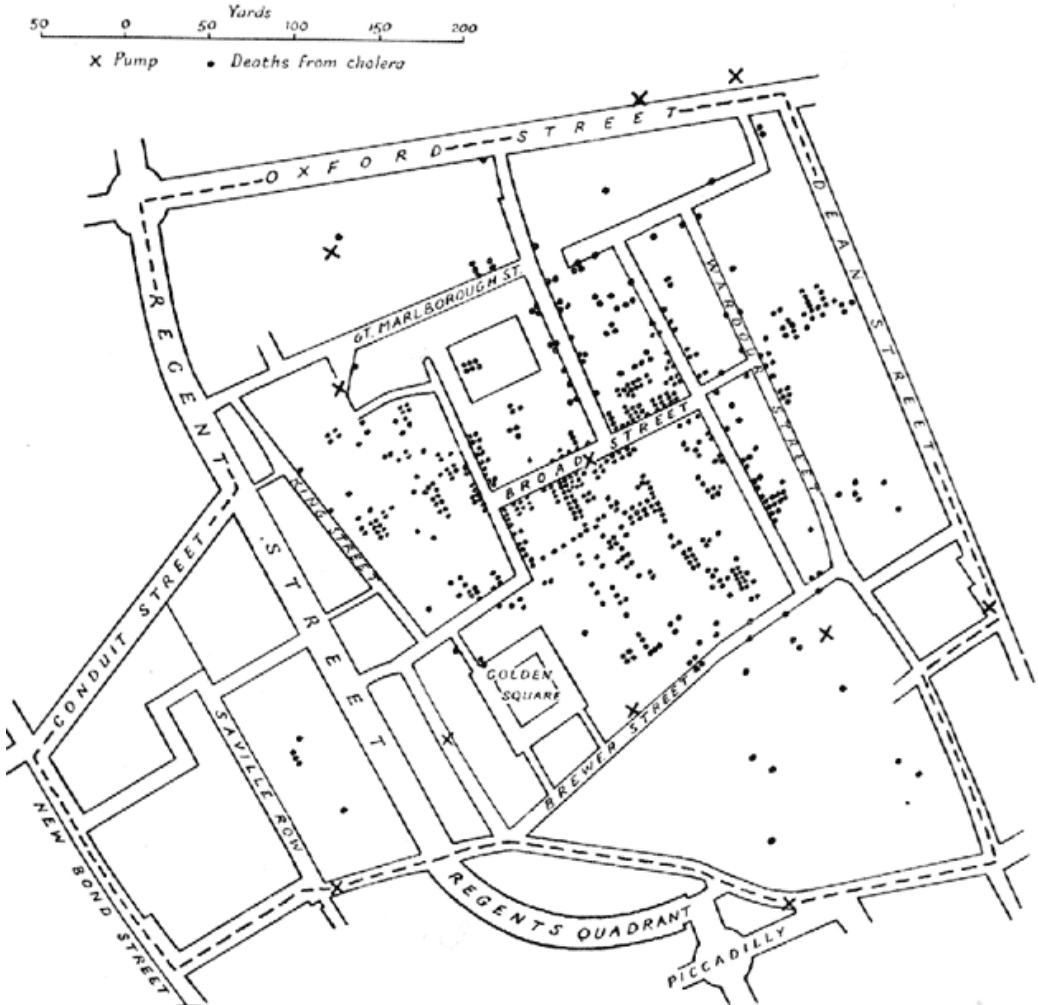 Yards
50 0 50 100 150 200
× Pump • Deaths from cholera
OXFORD STREET
DEAN STREET
REGENT STREET
GT. MARLBOROUGH ST.
WARDOUR STREET
BROAD STREET
KING STREET
CONDUIT STREET
GOLDEN
SQUARE
BREWER STREET
SAVILLE ROW
NEW BOND STREET
REGENTS QUADRANT
PICCADILLY